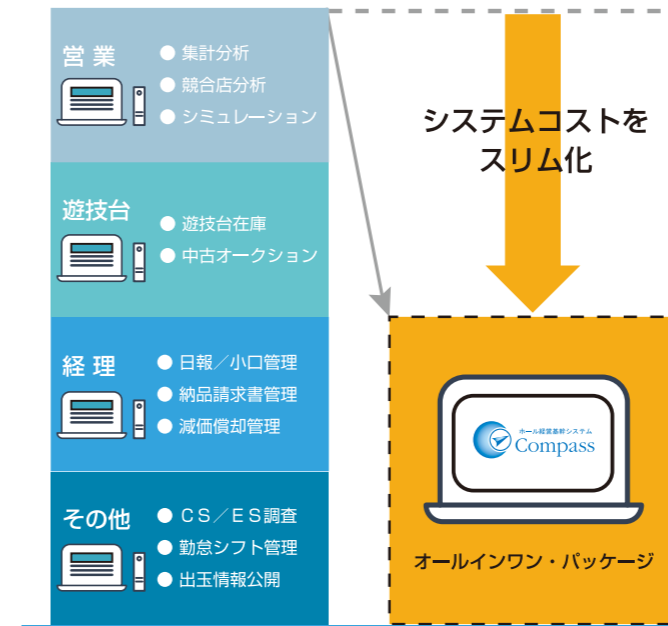 営業
● 集計分析
● 競合店分析
● シミュレーション
遊技台
● 遊技台在庫
● 中古オークション
経理
● 日報／小口管理
● 納品請求書管理
● 減価償却管理
その他
● CS／ES調査
● 勤怠シフト管理
● 出玉情報公開
システムコストを
スリム化
ホール経営基幹システム
Compass
オールインワン・パッケージ